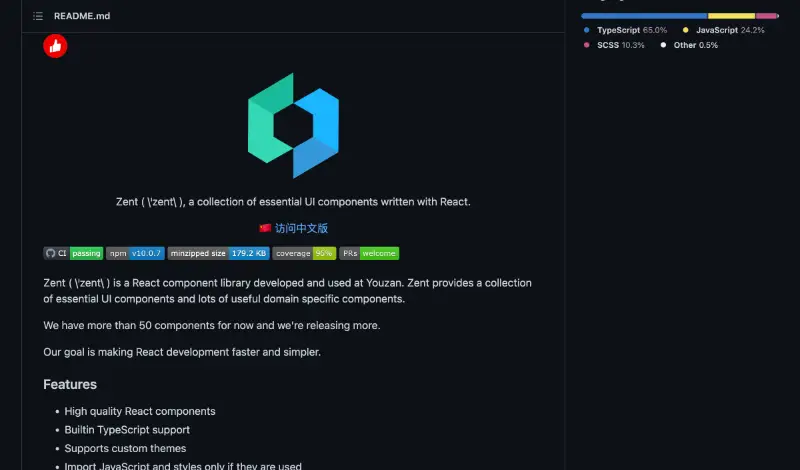 README.md
Zent ( \'zent\ ), a collection of essential UI components written with React.
🇨🇳 访问中文版
CI passing npm v10.0.7 minzipped size 179.2 KB coverage 95% PRs welcome
Zent ( \'zent\ ) is a React component library developed and used at Youzan. Zent provides a collection
of essential UI components and lots of useful domain specific components.
We have more than 50 components for now and we're releasing more.
Our goal is making React development faster and simpler.
Features
• High quality React components
• Builtin TypeScript support
• Supports custom themes
• Import JavaScript and styles only if they are used
TypeScript 65.0% JavaScript 24.2%
SCSS 10.3% Other 0.5%